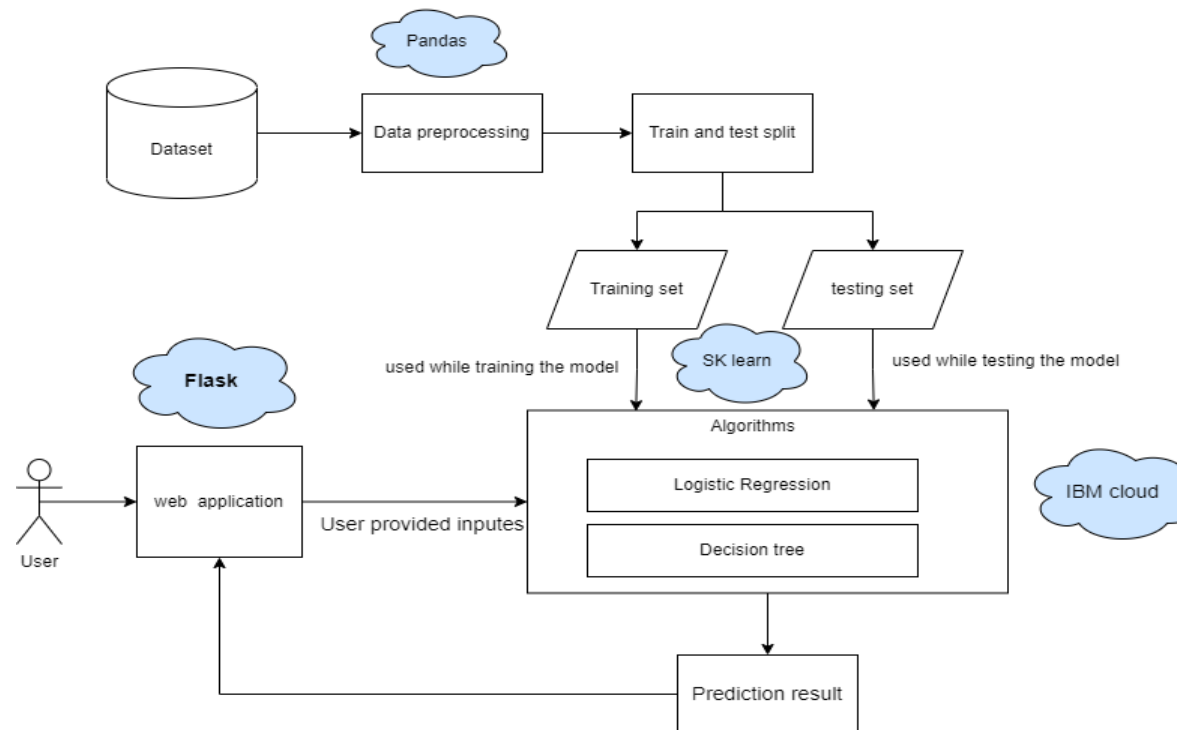 Pandas
Dataset
Data preprocessing
Train and test split
Training set
testing set
used while training the model
SK learn
used while testing the model
Flask
Algorithms
Logistic Regression
IBM cloud
web application
User provided inputes
Decision tree
User
Prediction result